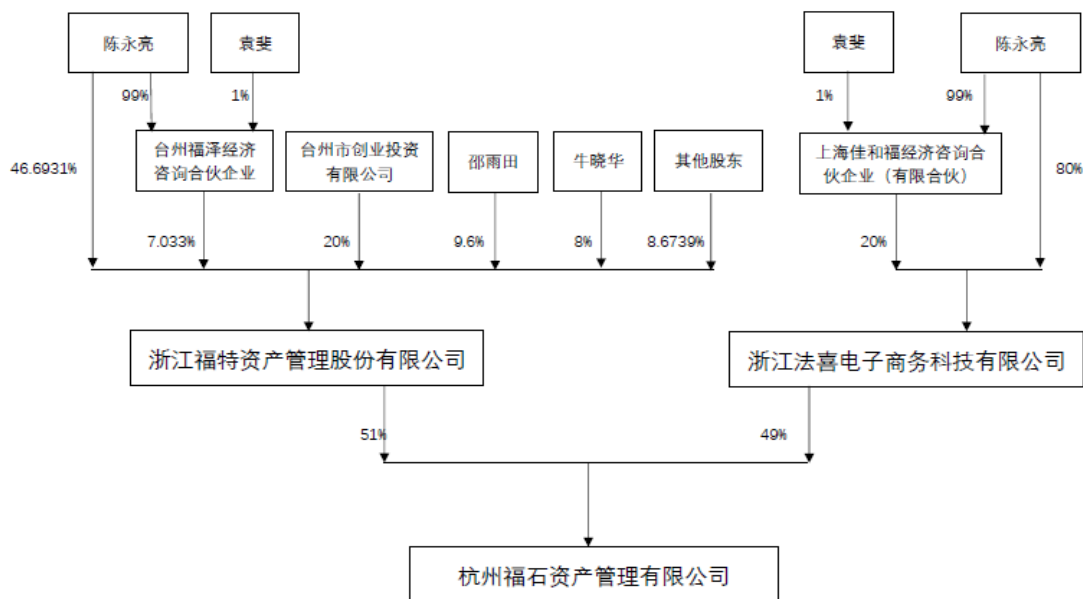 陈永亮
袁斐
袁斐
陈永亮
99%
1%
1%
99%
台州福泽经济
咨询合伙企业
台州市创业投资
有限公司
邵雨田
牛晓华
其他股东
上海佳和福经济咨询合
伙企业（有限合伙）
46.6931%
80%
7.033%
20%
9.6%
8%
8.6739%
20%
浙江福特资产管理股份有限公司
浙江法喜电子商务科技有限公司
51%
49%
杭州福石资产管理有限公司